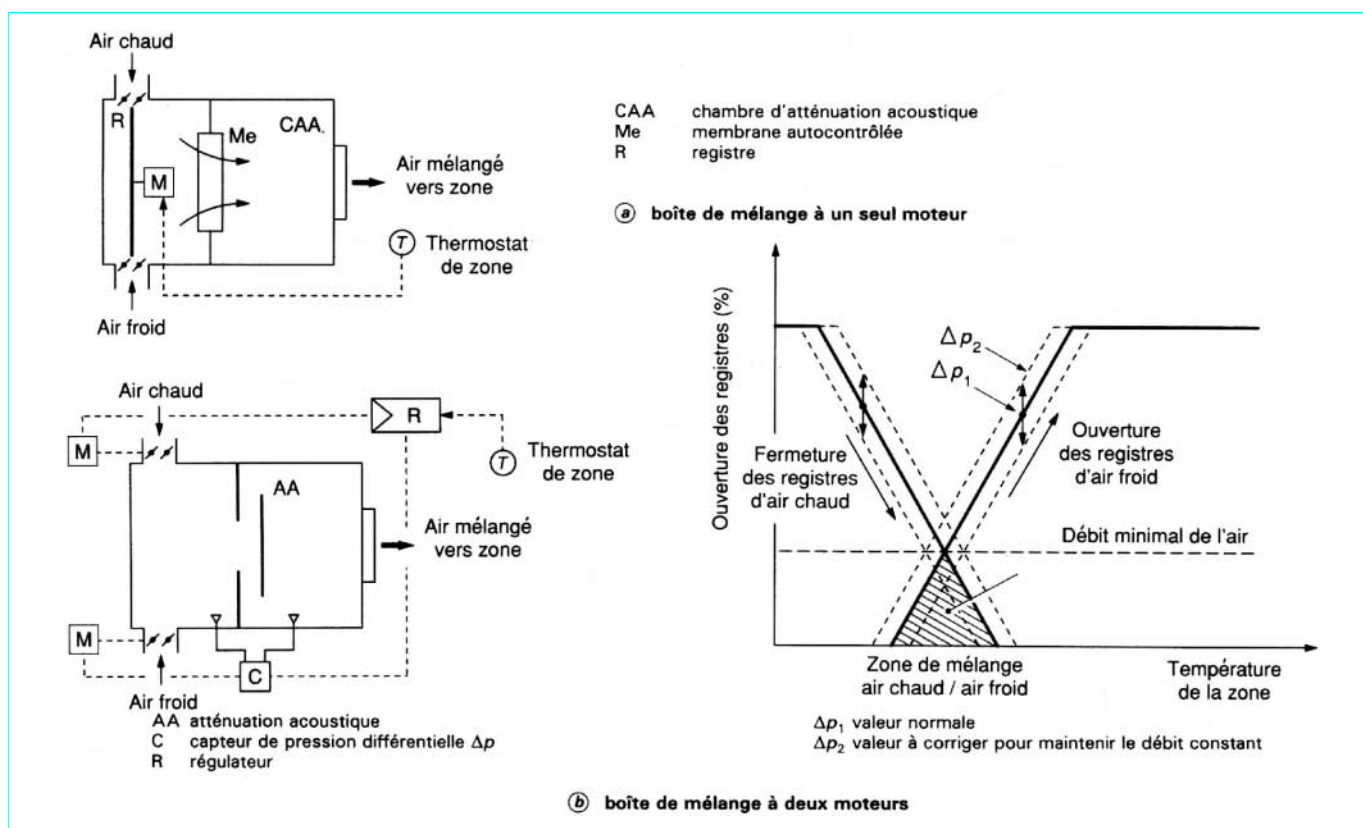 Air chaud
R
Me
CAA
M
Air mélangé
vers zone
T
Thermostat
de zone
Air froid
CAA chambre d'atténuation acoustique
Me membrane autocontrôlée
R registre
a boîte de mélange à un seul moteur
Air chaud
M
R
T
Thermostat
de zone
AA
Air mélangé
vers zone
M
C
Air froid
AA atténuation acoustique
C capteur de pression différentielle Δp
R régulateur
Ouverture des registres (%)
Δp2
Δp1
Fermeture
des registres
d'air chaud
Ouverture
des registres
d'air froid
Débit minimal de l'air
Zone de mélange
air chaud / air froid
Température
de la zone
Δp1 valeur normale
Δp2 valeur à corriger pour maintenir le débit constant
b boîte de mélange à deux moteurs